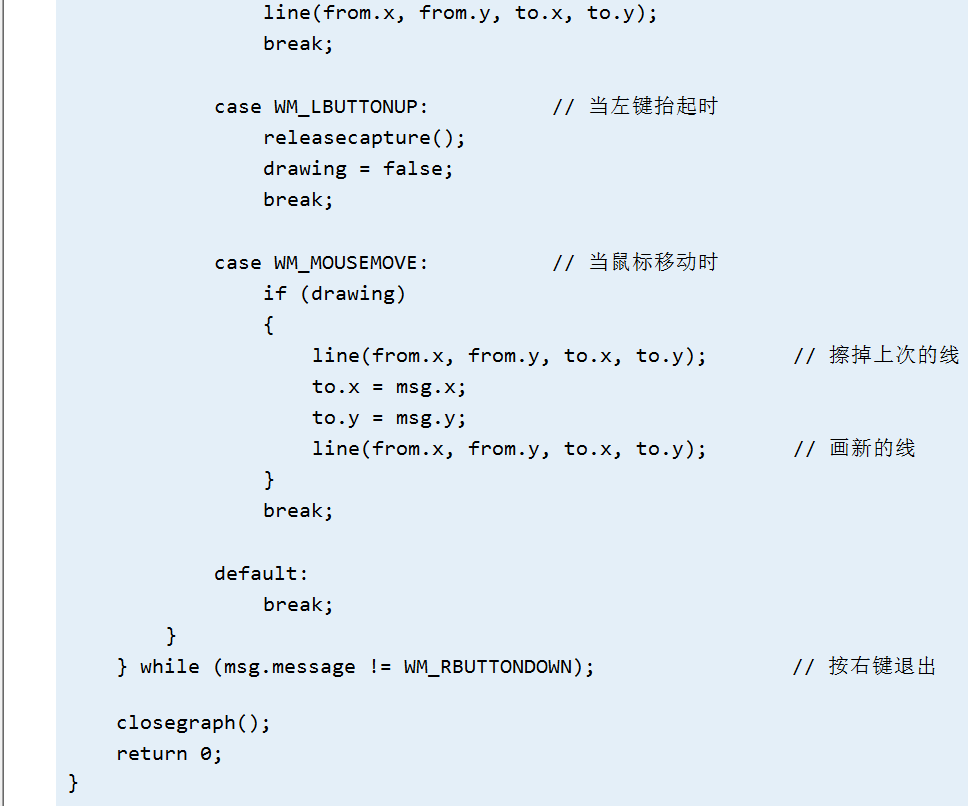 line(from.x, from.y, to.x, to.y);
break;
case WM_LBUTTONUP: // 当左键抬起时
releasecapture();
drawing = false;
break;
case WM_MOUSEMOVE: // 当鼠标移动时
if (drawing)
{
line(from.x, from.y, to.x, to.y); // 擦掉上次的线
to.x = msg.x;
to.y = msg.y;
line(from.x, from.y, to.x, to.y); // 画新的线
}
break;
default:
break;
}
} while (msg.message != WM_RBUTTONDOWN); // 按右键退出
closegraph();
return 0;
}